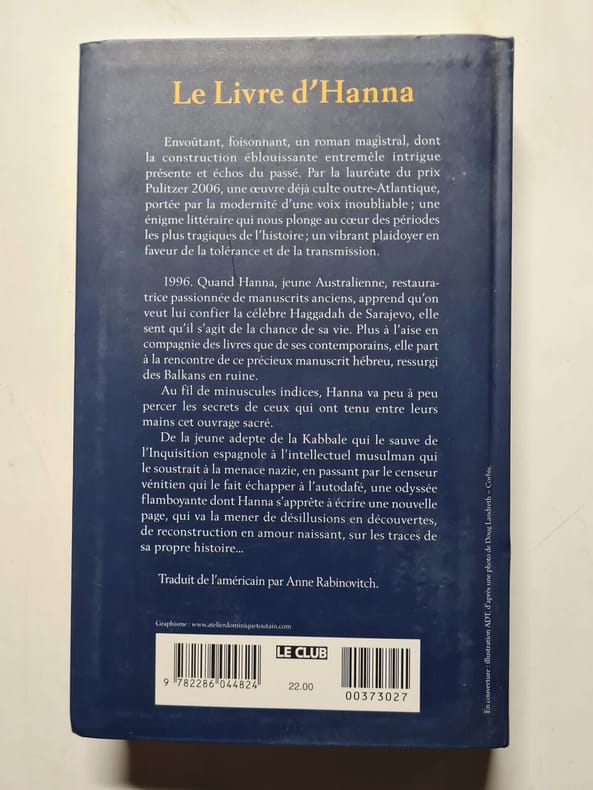 Le Livre d'Hanna
Envoûtant, foisonnant, un roman magistral, dont
la construction éblouissante entremêle intrigue
présente et échos du passé. Par la lauréate du prix
Pulitzer 2006, une œuvre déjà culte outre-Atlantique,
portée par la modernité d'une voix inoubliable ; une
énigme littéraire qui nous plonge au cœur des périodes
les plus tragiques de l'histoire ; un vibrant plaidoyer en
faveur de la tolérance et de la transmission.
1996. Quand Hanna, jeune Australienne, restaura-
trice passionnée de manuscrits anciens, apprend qu'on
veut lui confier la célèbre Haggadah de Sarajevo, elle
sent qu'il s'agit de la chance de sa vie. Plus à l'aise en
compagnie des livres que de ses contemporains, elle part
à la rencontre de ce précieux manuscrit hébreu, ressurgi
des Balkans en ruine.
Au fil de minuscules indices, Hanna va peu à peu
percer les secrets de ceux qui ont tenu entre leurs
mains cet ouvrage sacré.
De la jeune adepte de la Kabbale qui le sauve de
l'Inquisition espagnole à l'intellectuel musulman qui
le soustrait à la menace nazie, en passant par le censeur
vénitien qui le fait échapper à l'autodafé, une odyssée
flamboyante dont Hanna s'apprête à écrire une nouvelle
page, qui va la mener de désillusions en découvertes,
de reconstruction en amour naissant, sur les traces de
sa propre histoire...
Traduit de l'américain par Anne Rabinovitch.
Graphisme : www.atelierdominiquetoutain.com
LE CLUB
9 782286 044824
22.00
00373027
En couverture : illustration ADT, d'après une photo de Doug Landreth – Corbis.